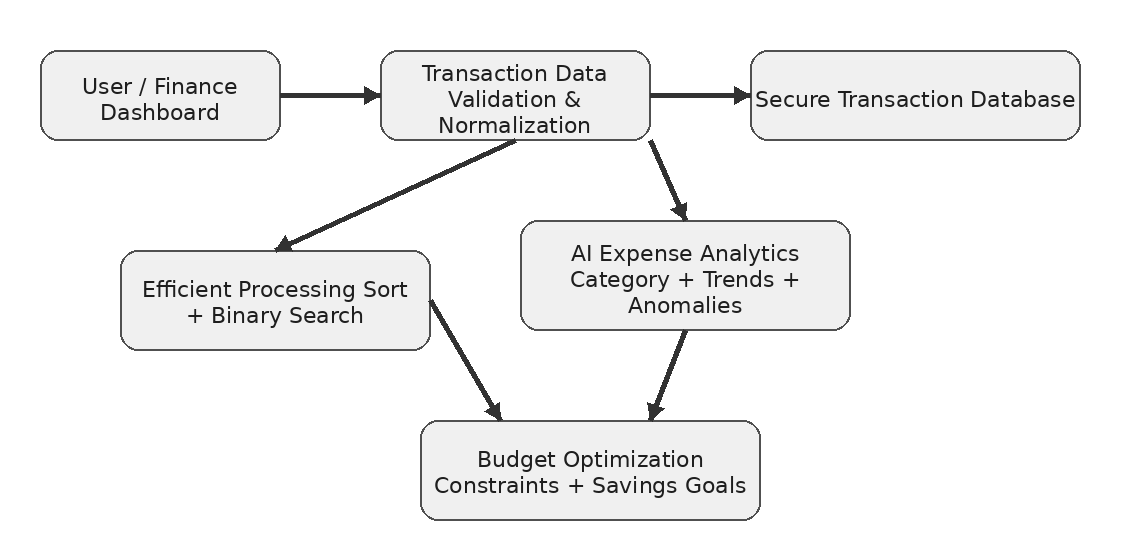 User / Finance
Dashboard
Transaction Data
Validation &
Normalization
Secure Transaction Database
Efficient Processing Sort
+ Binary Search
AI Expense Analytics
Category + Trends +
Anomalies
Budget Optimization
Constraints + Savings Goals